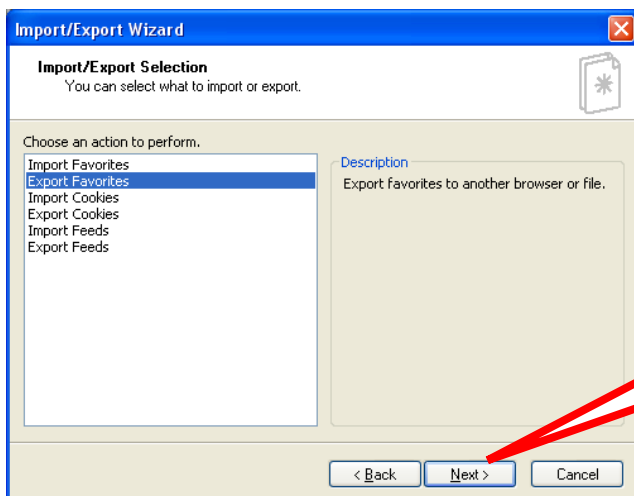 Import/Export Wizard
Import/Export Selection
You can select what to import or export.
Choose an action to perform.
Import Favorites
Export Favorites
Import Cookies
Export Cookies
Import Feeds
Export Feeds
Description
Export favorites to another browser or file.
< Back
Next >
Cancel